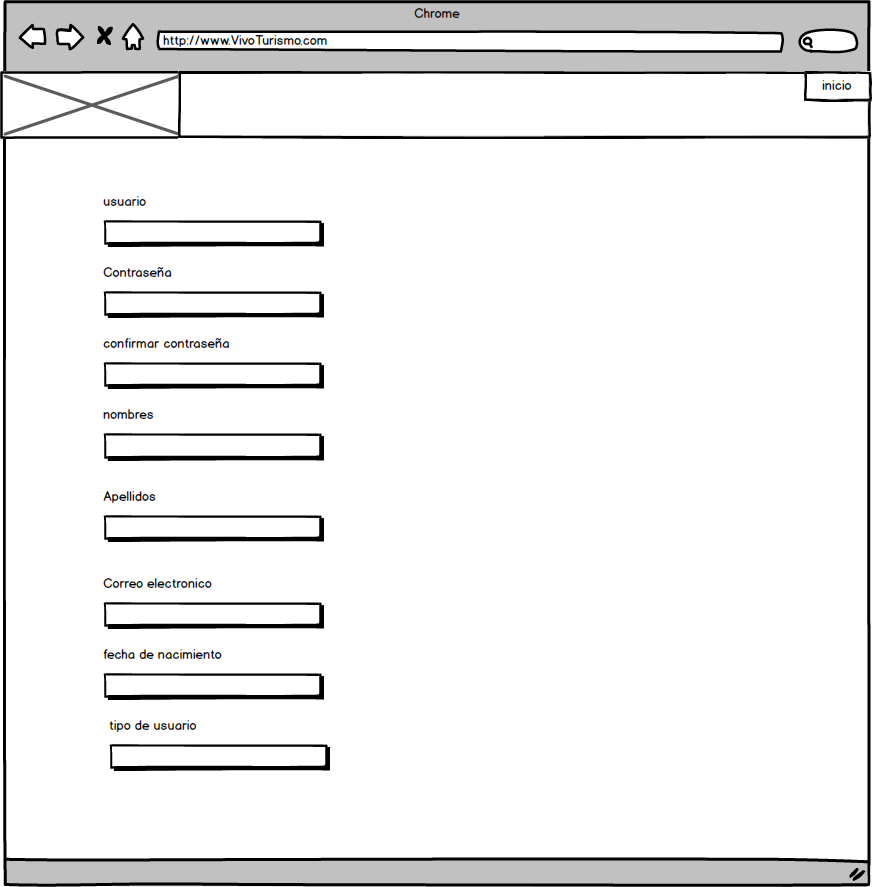 Chrome
http://www.VivoTurismo.com
inicio
usuario
Contraseña
confirmar contraseña
nombres
Apellidos
Correo electronico
fecha de nacimiento
tipo de usuario